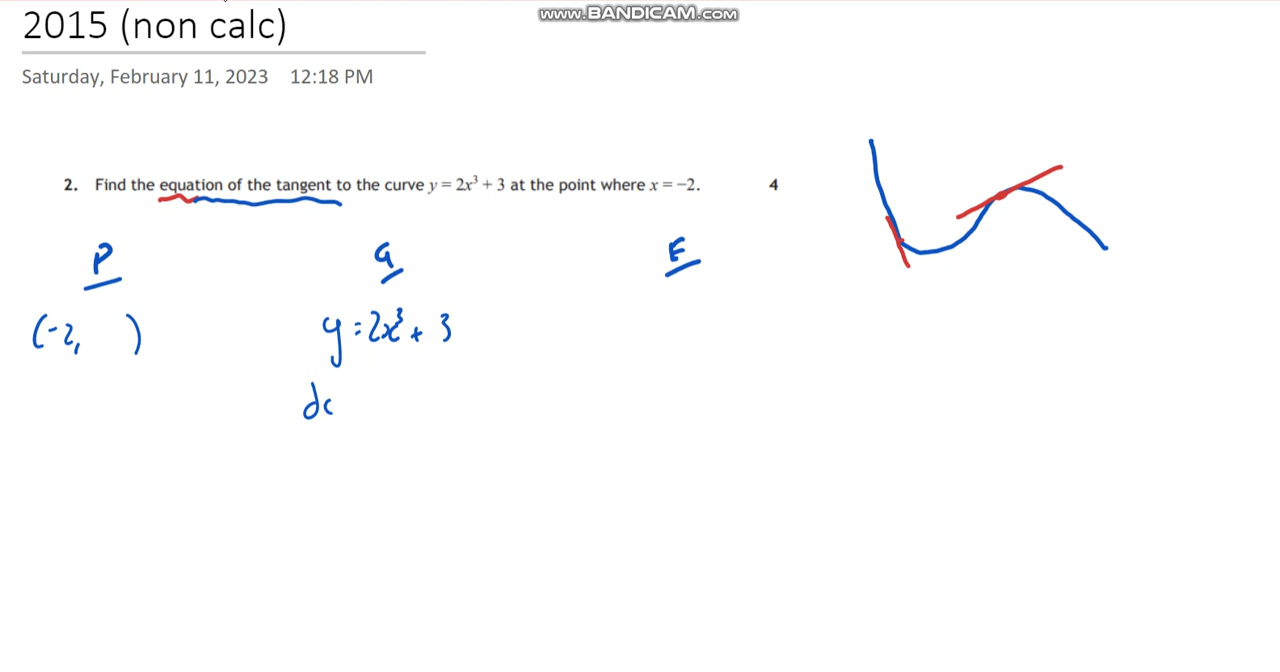 www.BANDICAM.com
2015 (non calc)
Saturday, February 11, 2023 12:18 PM
2. Find the equation of the tangent to the curve y = 2x³ + 3 at the point where x = −2. 4
P G E
(-2, ) y = 2x³ + 3